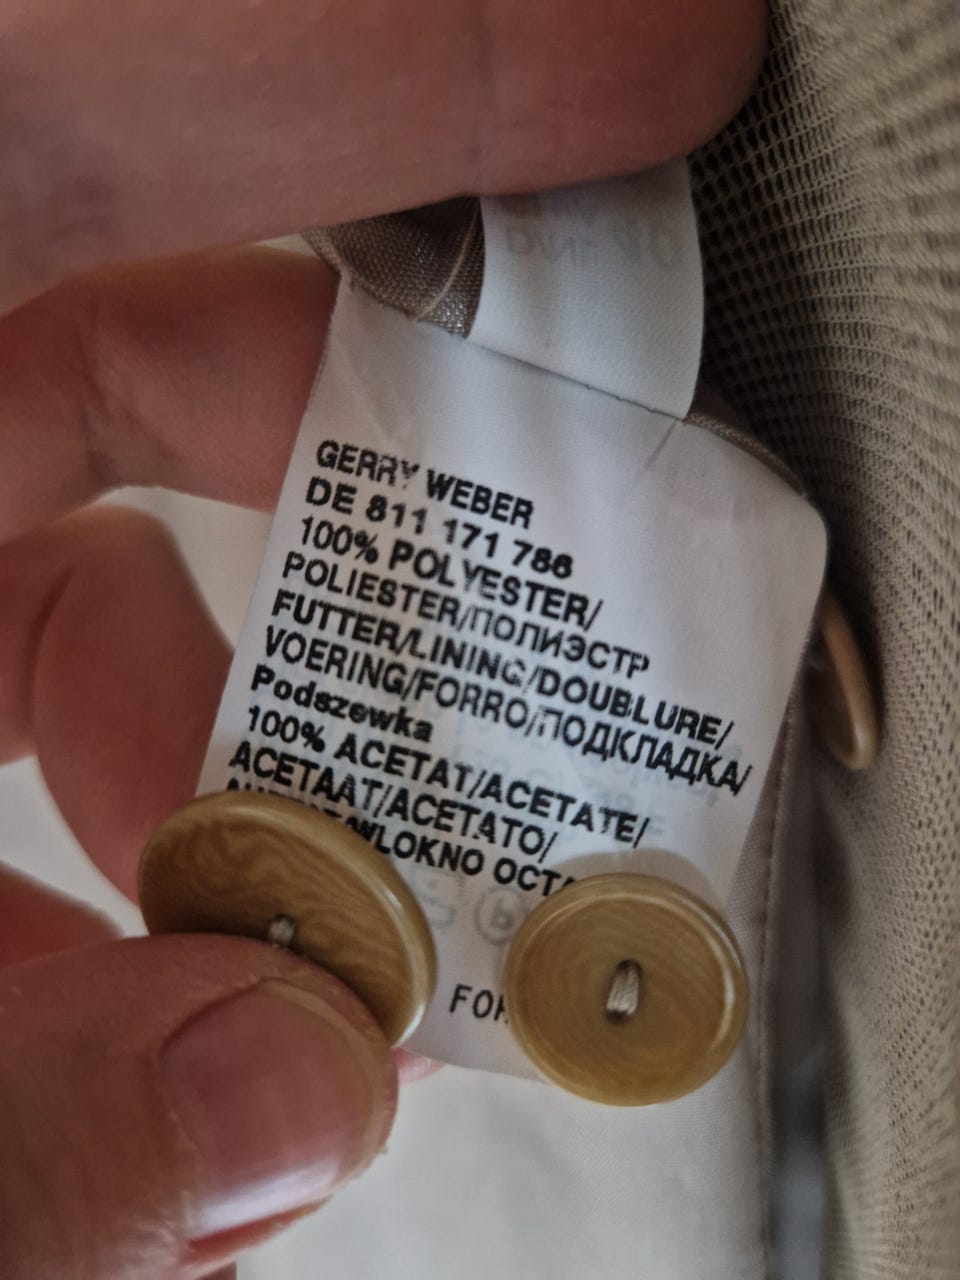 GERRY WEBER
DE 811 171 786
100% POLYESTER/
POLIESTER/ПОЛИЭСТР
FUTTER/LINING/DOUBLURE/
VOERING/FORRO/ПОДКЛАДКА/
Podszewka
100% ACETAT/ACETATE/
ACETAAT/ACETATO/